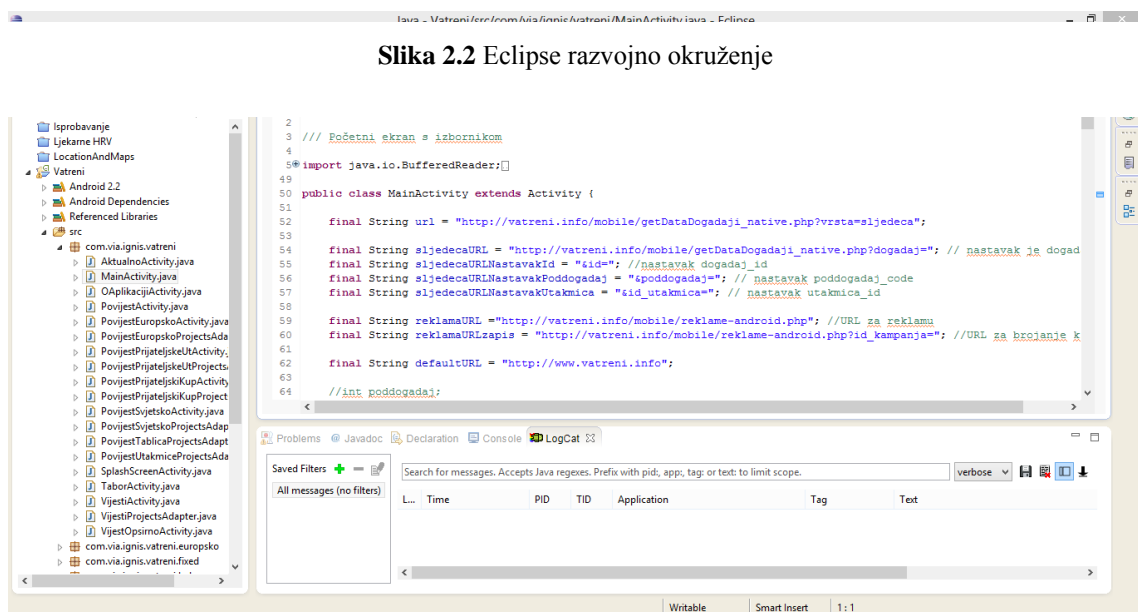 Java - Vatreni/src/com/via/ignis/vatreni/MainActivity.java - Eclipse
Slika 2.2 Eclipse razvojno okruženje
Isprobavanje
Ljekarne HRV
LocationAndMaps
Vatreni
Android 2.2
Android Dependencies
Referenced Libraries
src
com.via.ignis.vatreni
AktualnoActivity.java
MainActivity.java
OAplikacijiActivity.java
PovijestActivity.java
PovijestEuropskoActivity.java
PovijestEuropskoProjectsAda
PovijestPrijateljskeUtActivity.
PovijestPrijateljskeUtProjects
PovijestPrijateljskiKupActivity
PovijestPrijateljskiKupProject
PovijestSvjetskoActivity.java
PovijestSvjetskoProjectsAdap
PovijestTablicaProjectsAdapt
PovijestUtakmiceProjectsAda
SplashScreenActivity.java
TaborActivity.java
VijestiActivity.java
VijestiProjectsAdapter.java
VijestOpsirnoActivity.java
com.via.ignis.vatreni.europsko
com.via.ignis.vatreni.fixed
2
3 /// Početni ekran s izbornikom
4
5 import java.io.BufferedReader;
49
50 public class MainActivity extends Activity {
51
52 final String url = "http://vatreni.info/mobile/getDataDogadaji_native.php?vrsta=sljedeca";
53
54 final String sljedecaURL = "http://vatreni.info/mobile/getDataDogadaji_native.php?dogadaj="; // nastavak je dogad
55 final String sljedecaURLNastavakId = "&id="; //nastavak dogadaj_id
56 final String sljedecaURLNastavakPoddogadaj = "&poddogadaj="; // nastavak poddogadaj_code
57 final String sljedecaURLNastavakUtakmica = "&id_utakmica="; // nastavak utakmica_id
58
59 final String reklamaURL ="http://vatreni.info/mobile/reklame-android.php"; //URL za reklamu
60 final String reklamaURLzapis = "http://vatreni.info/mobile/reklame-android.php?id_kampanja="; //URL za brojanje k
61
62 final String defaultURL = "http://www.vatreni.info";
63
64 //int poddogadaj;
Problems @ Javadoc Declaration Console LogCat
Saved Filters
All messages (no filters)
Search for messages. Accepts Java regexes. Prefix with pid:, app:, tag: or text: to limit scope.
verbose
L... Time PID TID Application Tag Text
Writable Smart Insert 1 : 1